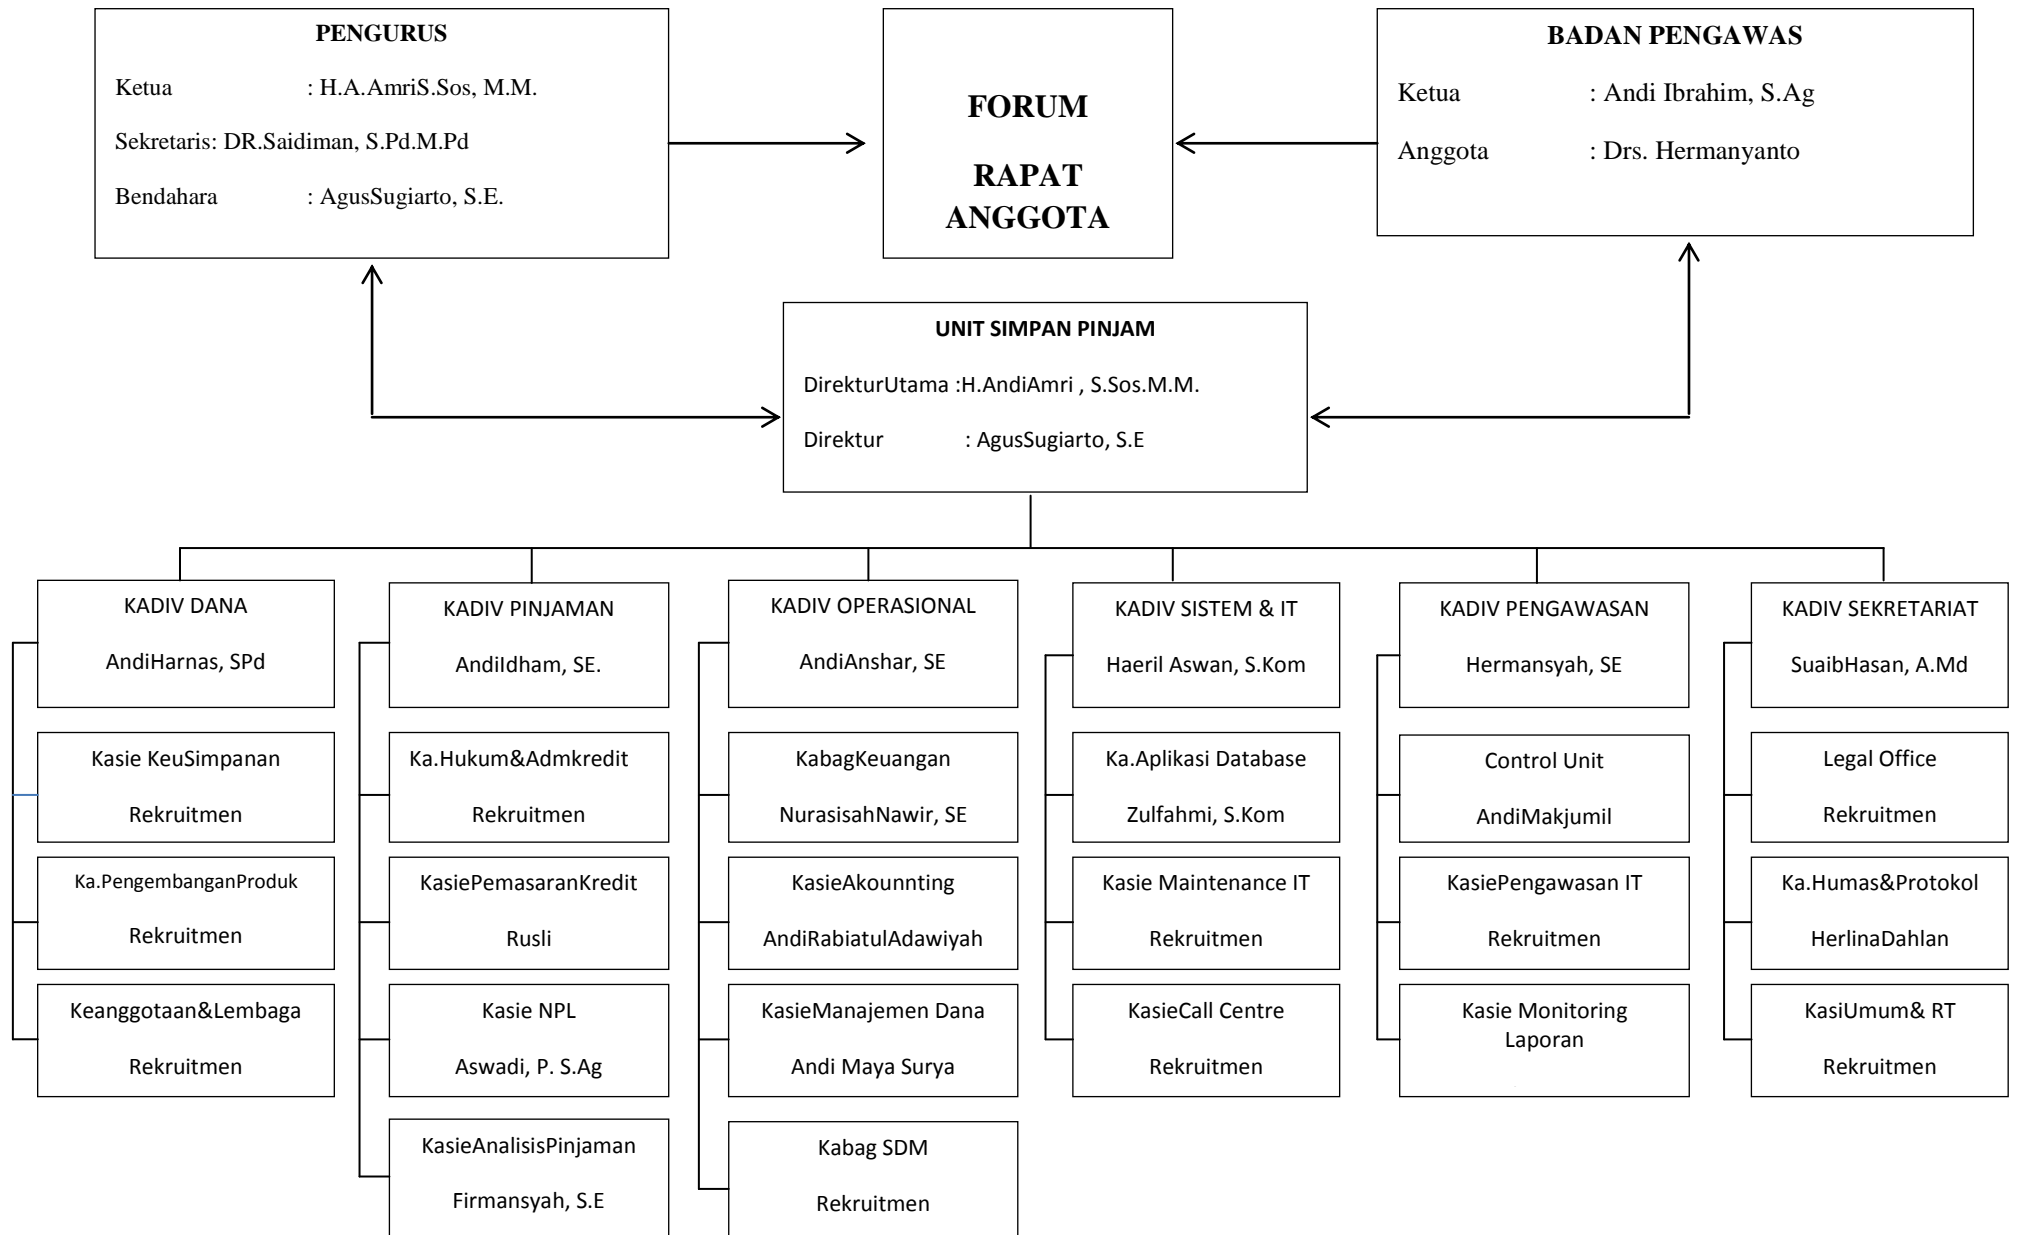 PENGURUS
Ketua : H.A.AmriS.Sos, M.M.
Sekretaris: DR.Saidiman, S.Pd.M.Pd
Bendahara : AgusSugiarto, S.E.
FORUM
RAPAT
ANGGOTA
BADAN PENGAWAS
Ketua : Andi Ibrahim, S.Ag
Anggota : Drs. Hermanyanto
UNIT SIMPAN PINJAM
DirekturUtama :H.AndiAmri , S.Sos.M.M.
Direktur : AgusSugiarto, S.E
KADIV DANA
AndiHarnas, SPd
Kasie KeuSimpanan
Rekruitmen
Ka.PengembanganProduk
Rekruitmen
Keanggotaan&Lembaga
Rekruitmen
KADIV PINJAMAN
AndiIdham, SE.
Ka.Hukum&Admkredit
Rekruitmen
KasiePemasaranKredit
Rusli
Kasie NPL
Aswadi, P. S.Ag
KasieAnalisisPinjaman
Firmansyah, S.E
KADIV OPERASIONAL
AndiAnshar, SE
KabagKeuangan
NurasisahNawir, SE
KasieAkounnting
AndiRabiatulAdawiyah
KasieManajemen Dana
Andi Maya Surya
Kabag SDM
Rekruitmen
KADIV SISTEM & IT
Haeril Aswan, S.Kom
Ka.Aplikasi Database
Zulfahmi, S.Kom
Kasie Maintenance IT
Rekruitmen
KasieCall Centre
Rekruitmen
KADIV PENGAWASAN
Hermansyah, SE
Control Unit
AndiMakjumil
KasiePengawasan IT
Rekruitmen
Kasie Monitoring
Laporan
KADIV SEKRETARIAT
SuaibHasan, A.Md
Legal Office
Rekruitmen
Ka.Humas&Protokol
HerlinaDahlan
KasiUmum& RT
Rekruitmen